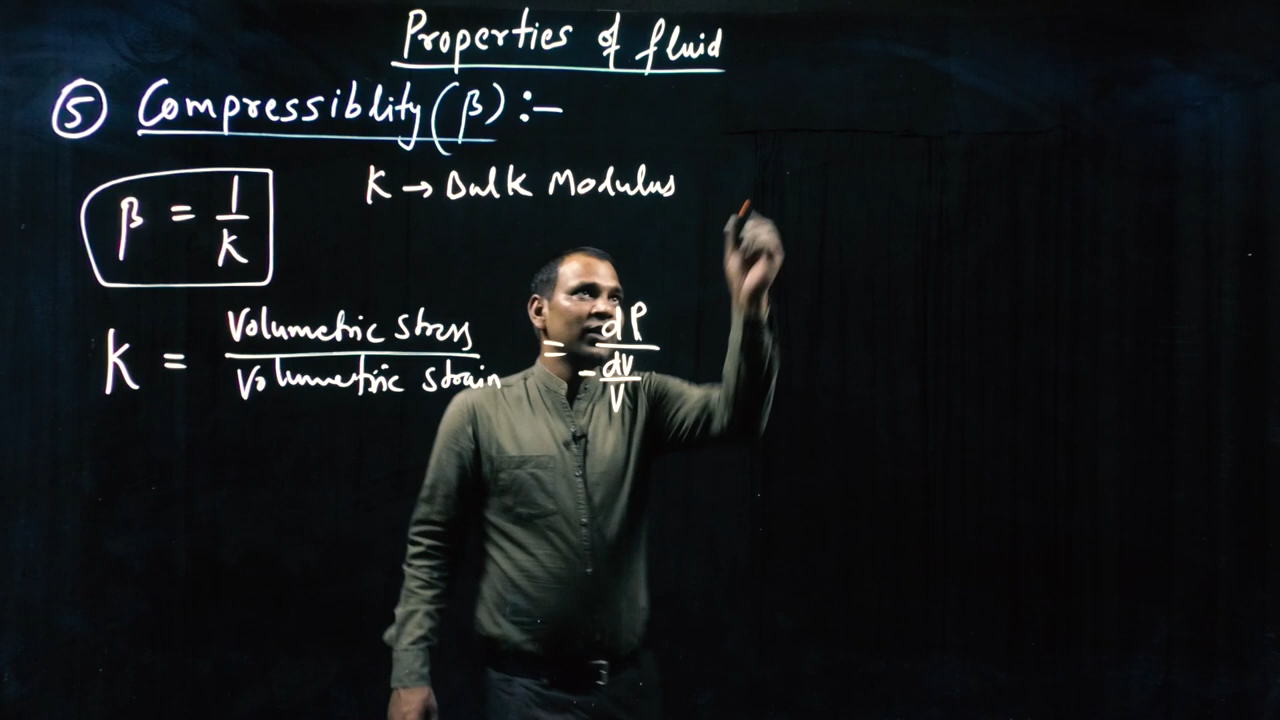 Properties of fluid
⑤ Compressiblity (β) :-
β = 1/K
K → Bulk Modulus
K = Volumetric Stress / Volumetric Strain = dP / - dV/V